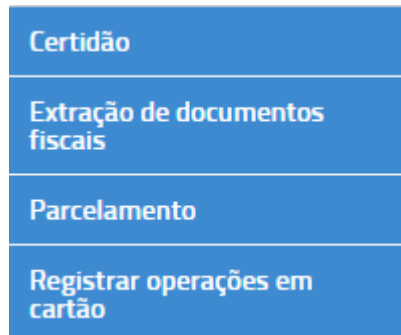 Certidão
Extração de documentos
fiscais
Parcelamento
Registrar operações em
cartão